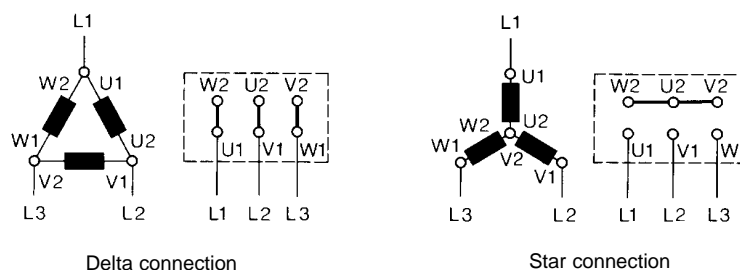 L1
W2 U1
W1 U2
V2 V1
L3 L2
W2 U2 V2
U1 V1 W1
L1 L2 L3
Delta connection
L1
U1
W2 U2
W1 V2 V1
L3 L2
W2 U2 V2
U1 V1 W
L1 L2 L3
Star connection